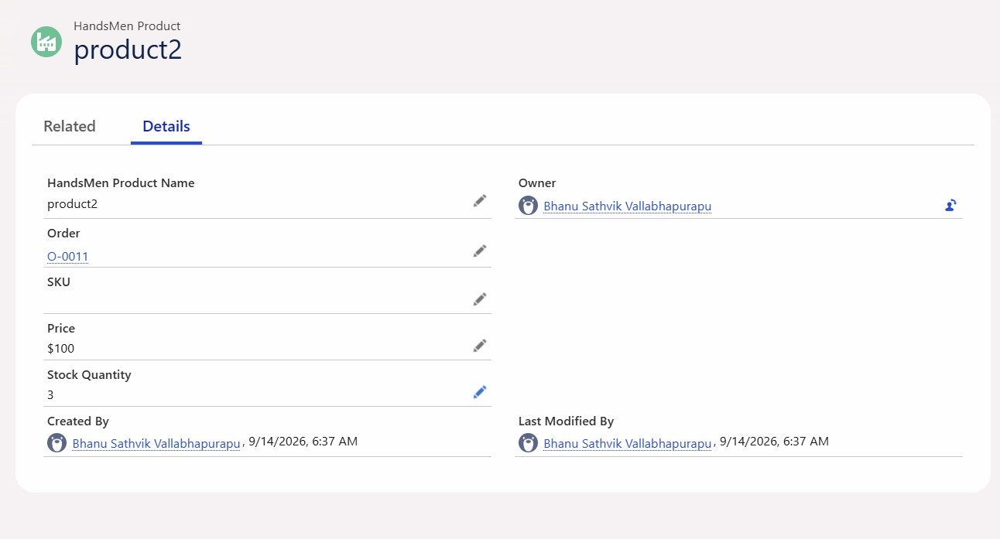 HandsMen Product
product2
Related
Details
HandsMen Product Name
product2
Owner
Bhanu Sathvik Vallabhapurapu
Order
O-0011
SKU
Price
$100
Stock Quantity
3
Created By
Bhanu Sathvik Vallabhapurapu, 9/14/2026, 6:37 AM
Last Modified By
Bhanu Sathvik Vallabhapurapu, 9/14/2026, 6:37 AM